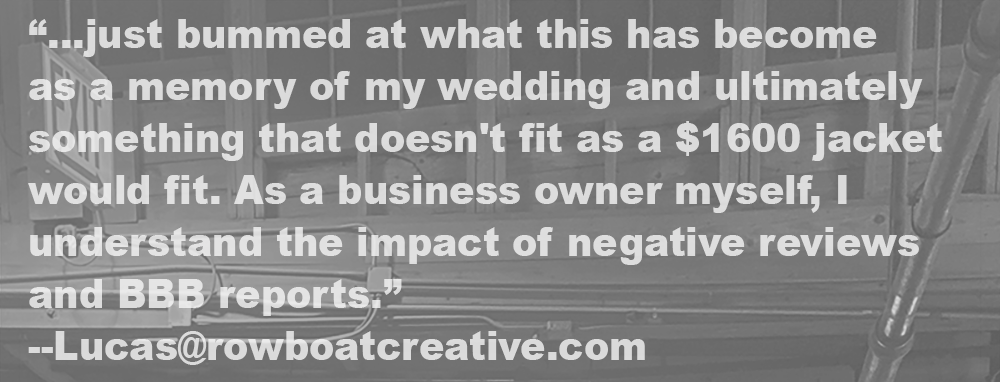 “...just bummed at what this has become
as a memory of my wedding and ultimately
something that doesn't fit as a $1600 jacket
would fit. As a business owner myself, I
understand the impact of negative reviews
and BBB reports.”
--Lucas@rowboatcreative.com